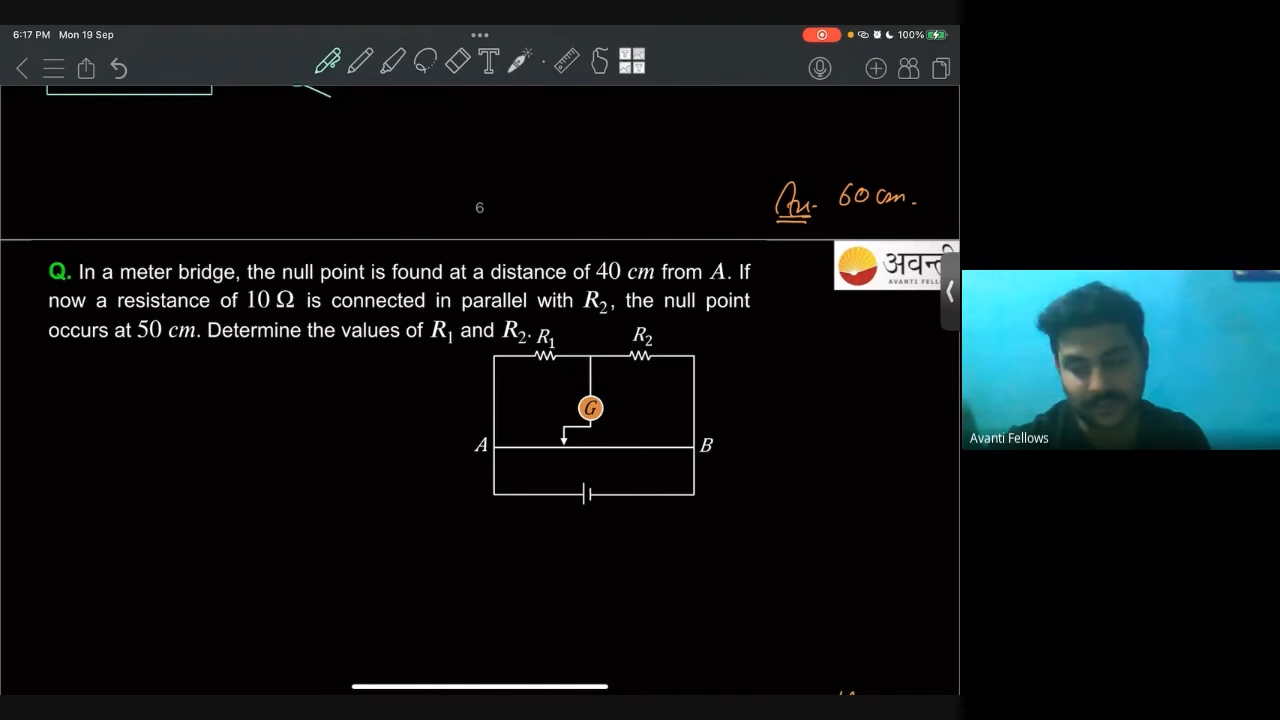 6:17 PM Mon 19 Sep
100%
Ans. 60 cm.
6
Q. In a meter bridge, the null point is found at a distance of 40 cm from A. If
now a resistance of 10 Ω is connected in parallel with R₂, the null point
occurs at 50 cm. Determine the values of R₁ and R₂.
R₁
R₂
G
A
B
AVANTI FELL
Avanti Fellows